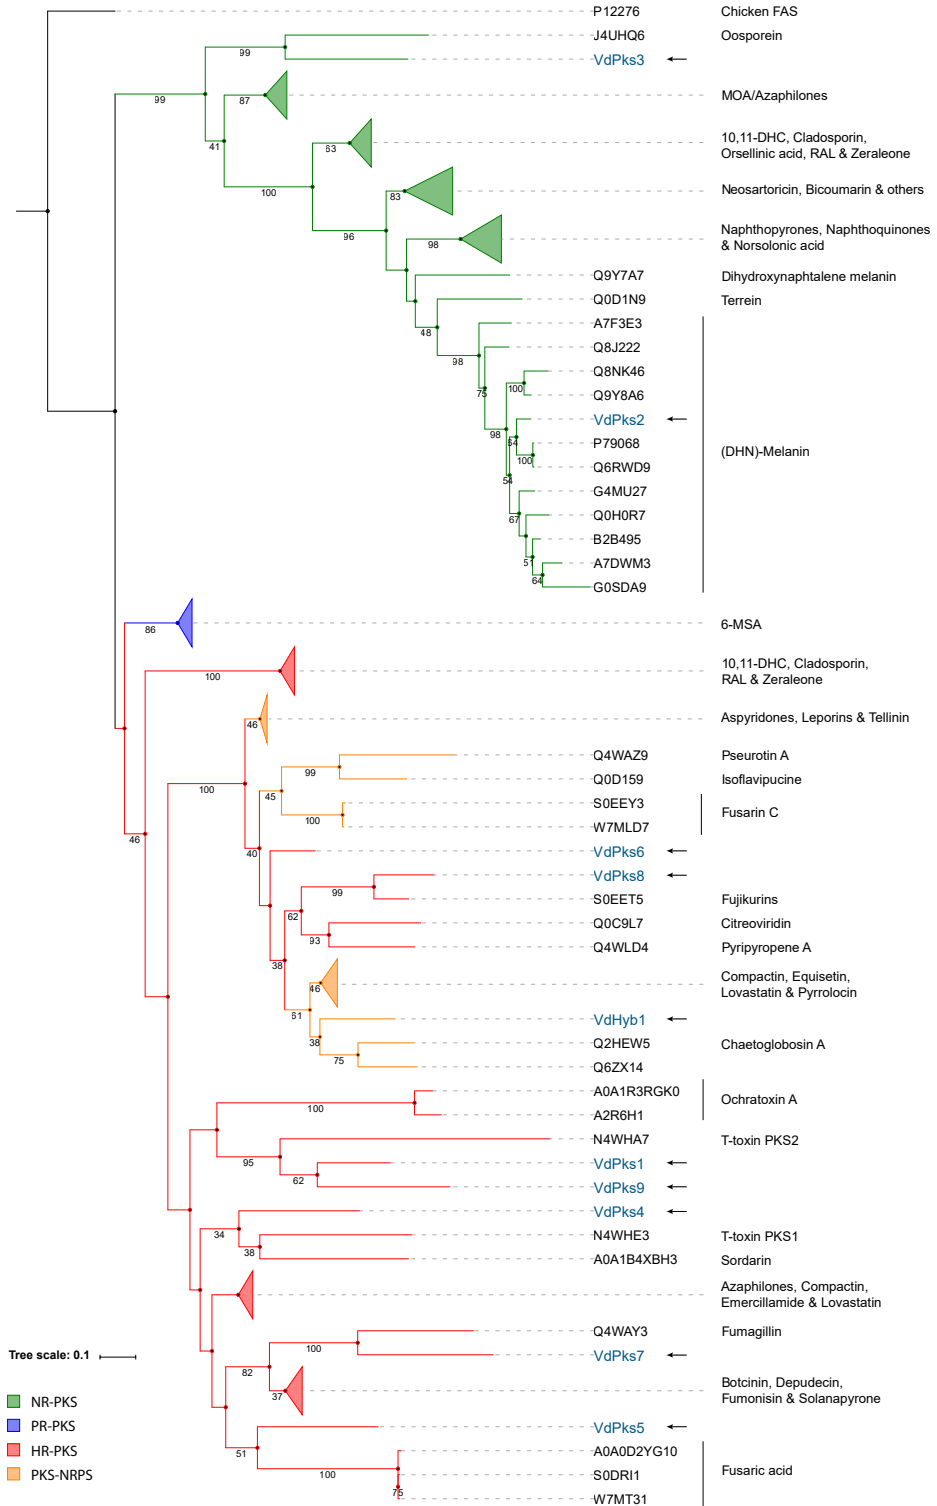 P12276 Chicken FAS
J4UHQ6 Oosporein
99
VdPks3
99
87
MOA/Azaphilones
41
63
10,11-DHC, Cladosporin,
Orsellinic acid, RAL & Zeraleone
100
83
Neosartoricin, Bicoumarin & others
96
98
Naphthopyrones, Naphthoquinones
& Norsolonic acid
Q9Y7A7 Dihydroxynaphtalene melanin
Q0D1N9 Terrein
48
A7F3E3
98
Q8J222
75
Q8NK46
100
Q9Y8A6
98
VdPks2
54
P79068
100
(DHN)-Melanin
Q6RWD9
54
G4MU27
67
Q0H0R7
B2B495
51
A7DWM3
64
G0SDA9
86
6-MSA
100
10,11-DHC, Cladosporin,
RAL & Zeraleone
46
Aspyridones, Leporins & Tellinin
Q4WAZ9 Pseurotin A
99
Q0D159 Isoflavipucine
100
45
S0EEY3
100
Fusarin C
W7MLD7
46
40
VdPks6
VdPks8
99
S0EET5 Fujikurins
62
Q0C9L7 Citreoviridin
93
Q4WLD4 Pyripyropene A
38
46
Compactin, Equisetin,
Lovastatin & Pyrrolocin
61
VdHyb1
38
Q2HEW5 Chaetoglobosin A
75
Q6ZX14
A0A1R3RGK0
100
Ochratoxin A
A2R6H1
N4WHA7 T-toxin PKS2
95
VdPks1
62
VdPks9
VdPks4
34
N4WHE3 T-toxin PKS1
38
A0A1B4XBH3 Sordarin
Azaphilones, Compactin,
Emercillamide & Lovastatin
Q4WAY3 Fumagillin
100
VdPks7
82
37
Botcinin, Depudecin,
Fumonisin & Solanapyrone
VdPks5
51
A0A0D2YG10
100
Fusaric acid
S0DRI1
75
W7MT31
Tree scale: 0.1
NR-PKS
PR-PKS
HR-PKS
PKS-NRPS